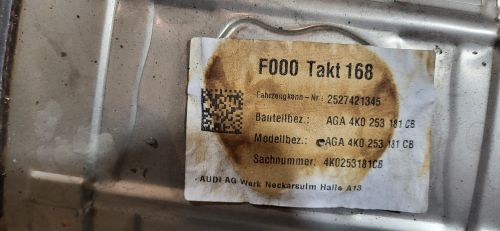 F000 Takt 168
Fahrzeugkenn-Nr: 2527421345
Bauteilbez.: AGA 4K0 253 181 CB
Modellbez.: AGA 4K0 253 181 CB
Sachnummer: 4K0253181CB
AUDI AG Werk Neckarsulm Halle A13